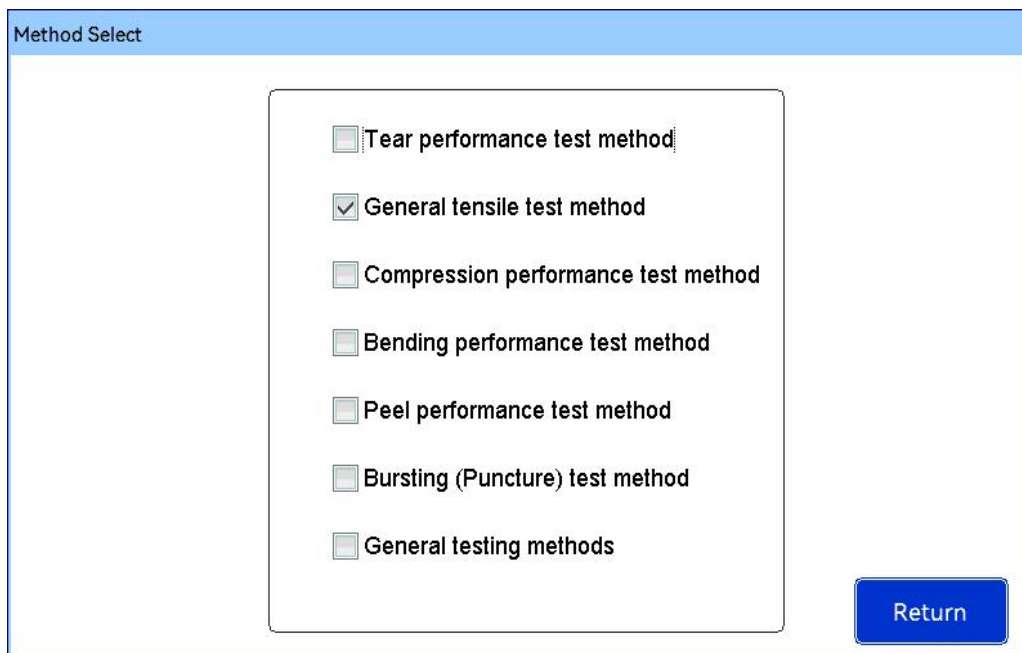 Method Select
Tear performance test method
General tensile test method
Compression performance test method
Bending performance test method
Peel performance test method
Bursting (Puncture) test method
General testing methods
Return